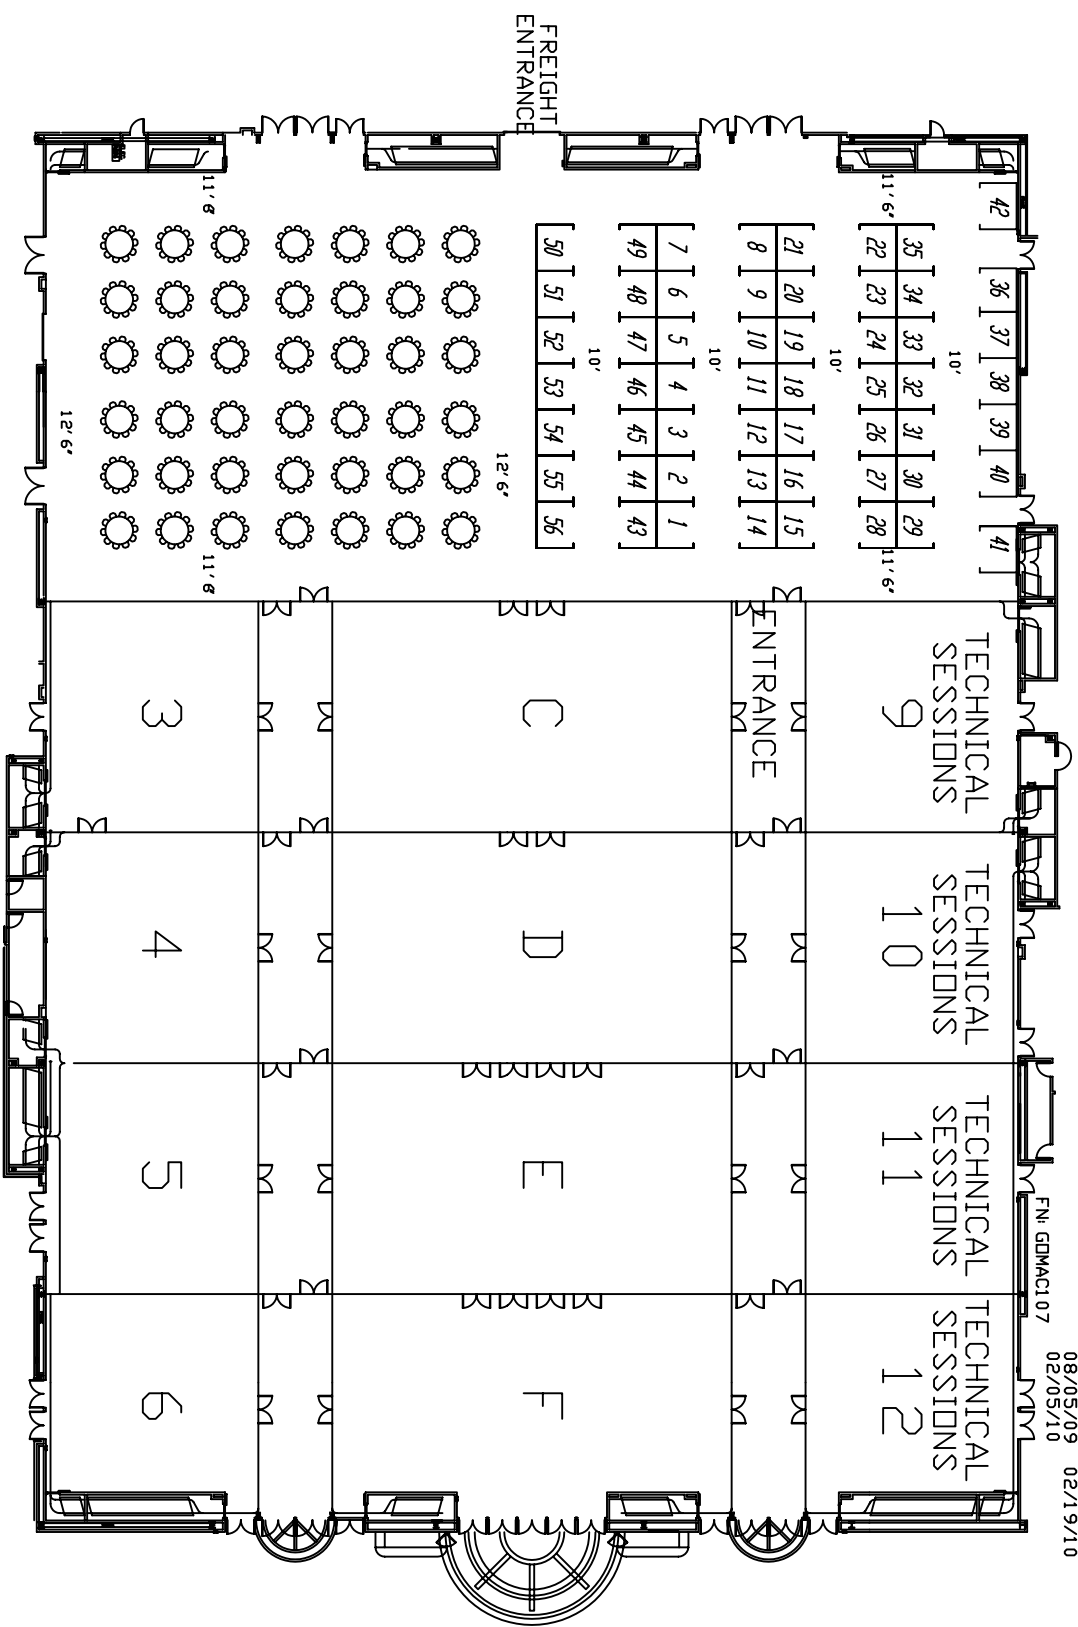 08/05/09 02/19/10
02/05/10
FN: GOMAC107
42 36 37 38 39 40 41
TECHNICAL SESSIONS
9
TECHNICAL SESSIONS
10
TECHNICAL SESSIONS
11
TECHNICAL SESSIONS
12
10'
35 34 33 32 31 30 29
11'6" 11'6"
22 23 24 25 26 27 28
10'
21 20 19 18 17 16 15
ENTRANCE
8 9 10 11 12 13 14
10'
7 6 5 4 3 2 1
49 48 47 46 45 44 43
10'
50 51 52 53 54 55 56
FREIGHT
ENTRANCE
C D E F
12'6"
11'6" 11'6"
3 4 5 6
12'6"